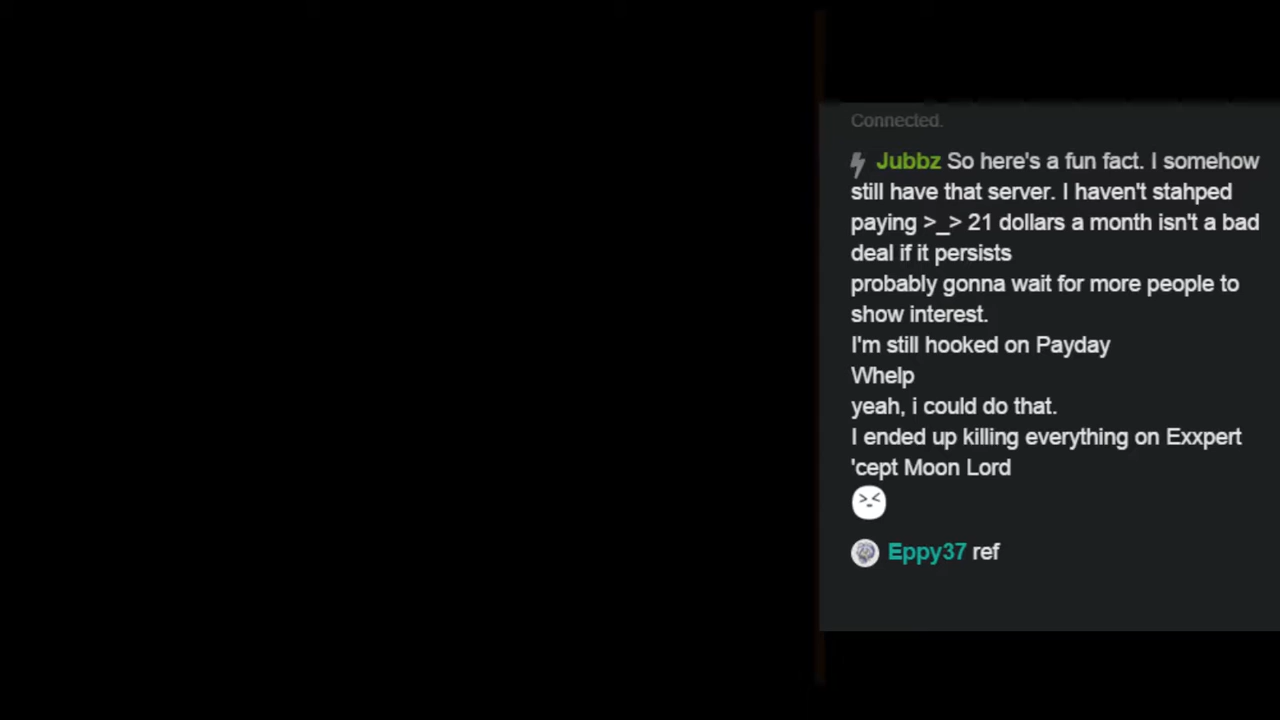 Connected.
Jubbz So here's a fun fact. I somehow
still have that server. I haven't stahped
paying >_> 21 dollars a month isn't a bad
deal if it persists
probably gonna wait for more people to
show interest.
I'm still hooked on Payday
Whelp
yeah, i could do that.
I ended up killing everything on Exxpert
'cept Moon Lord
Eppy37 ref